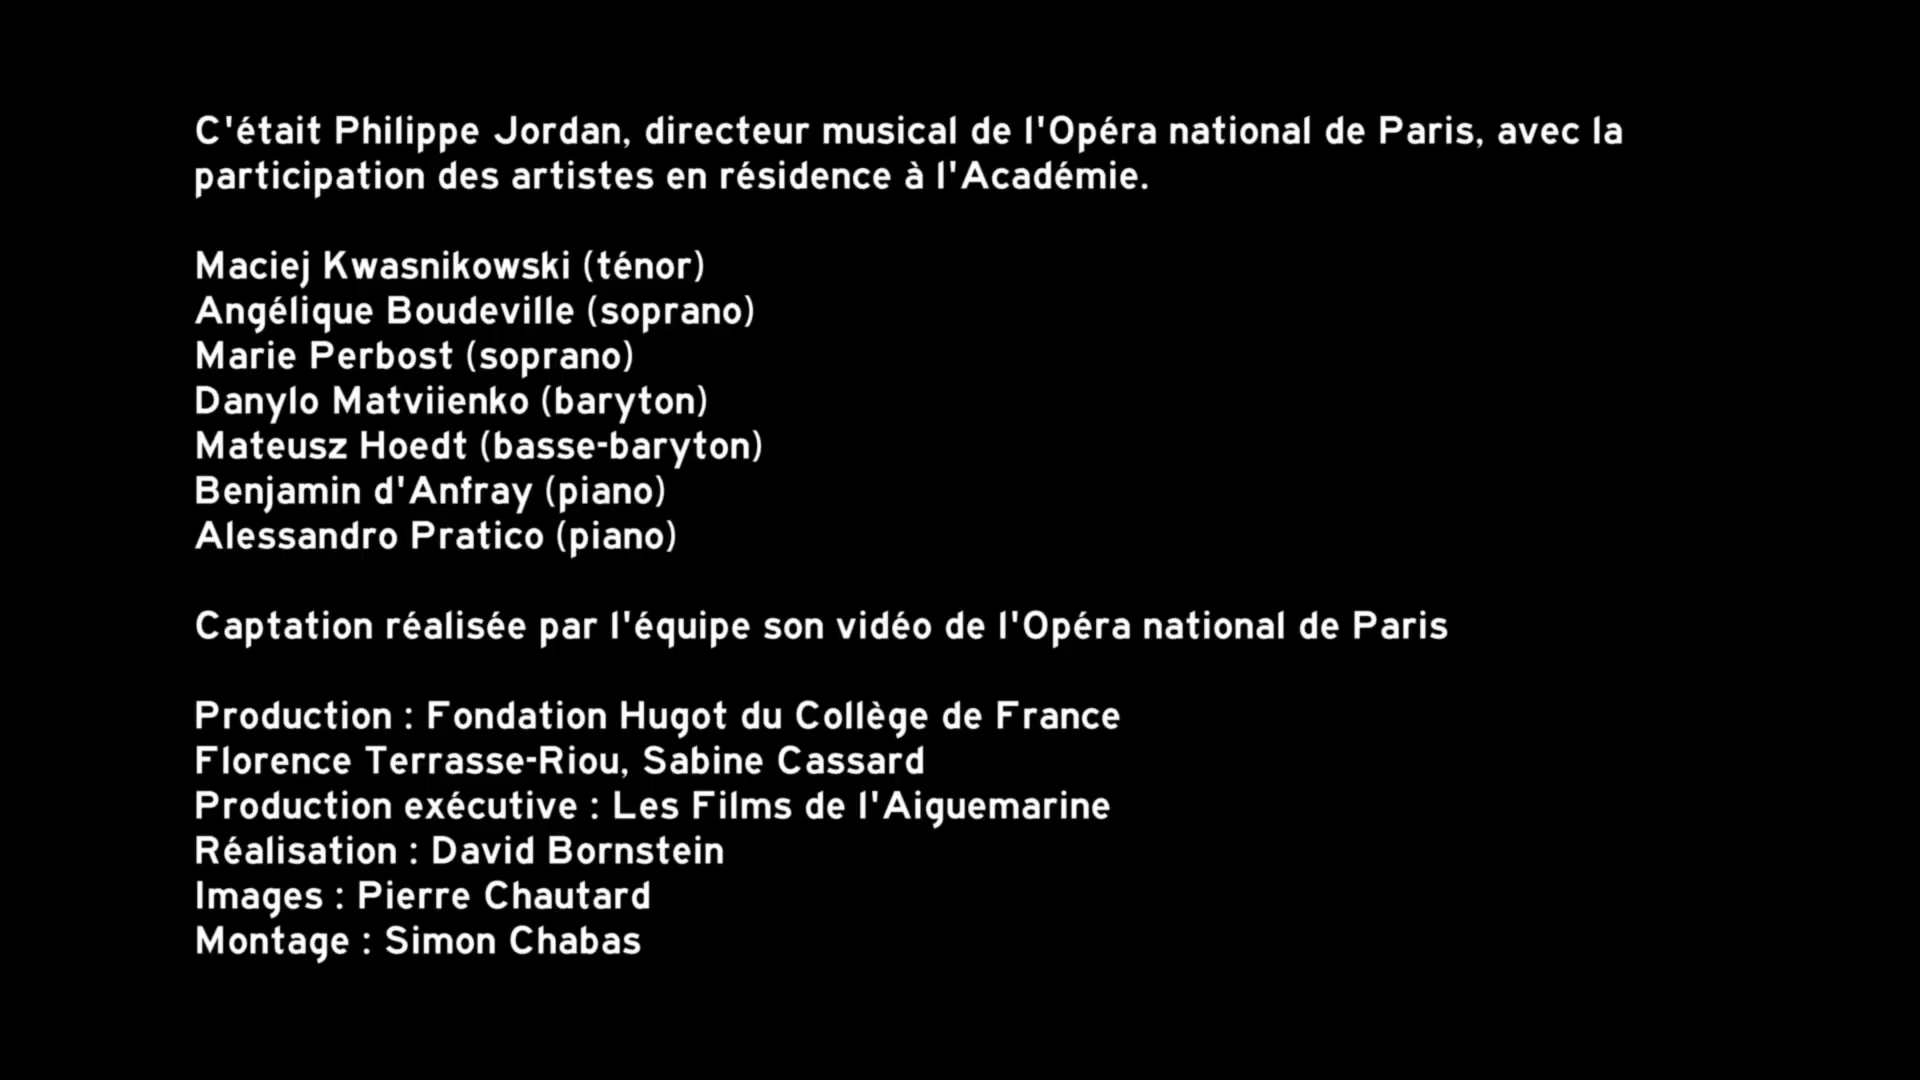 C'était Philippe Jordan, directeur musical de l'Opéra national de Paris, avec la
participation des artistes en résidence à l'Académie.
Maciej Kwasnikowski (ténor)
Angélique Boudeville (soprano)
Marie Perbost (soprano)
Danylo Matviienko (baryton)
Mateusz Hoedt (basse-baryton)
Benjamin d'Anfray (piano)
Alessandro Pratico (piano)
Captation réalisée par l'équipe son vidéo de l'Opéra national de Paris
Production : Fondation Hugot du Collège de France
Florence Terrasse-Riou, Sabine Cassard
Production exécutive : Les Films de l'Aiguemarine
Réalisation : David Bornstein
Images : Pierre Chautard
Montage : Simon Chabas